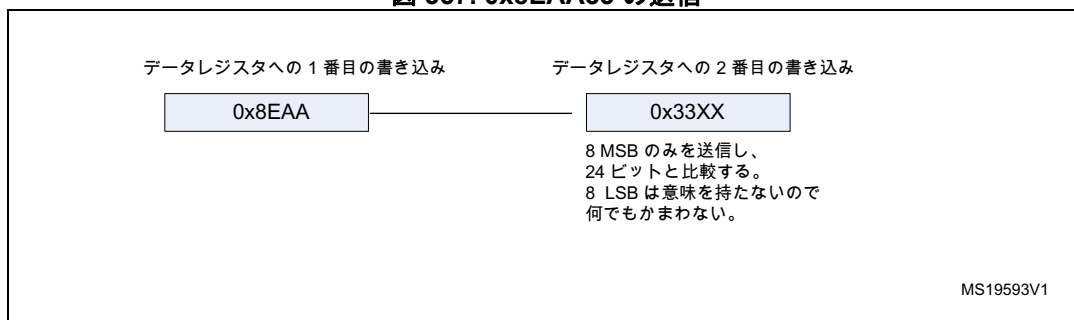 データレジスタへの 1 番目の書き込み
データレジスタへの 2 番目の書き込み
0x8EAA
0x33XX
8 MSB のみを送信し、
24 ビットと比較する。
8 LSB は意味を持たないので
何でもかまわない。
MS19593V1